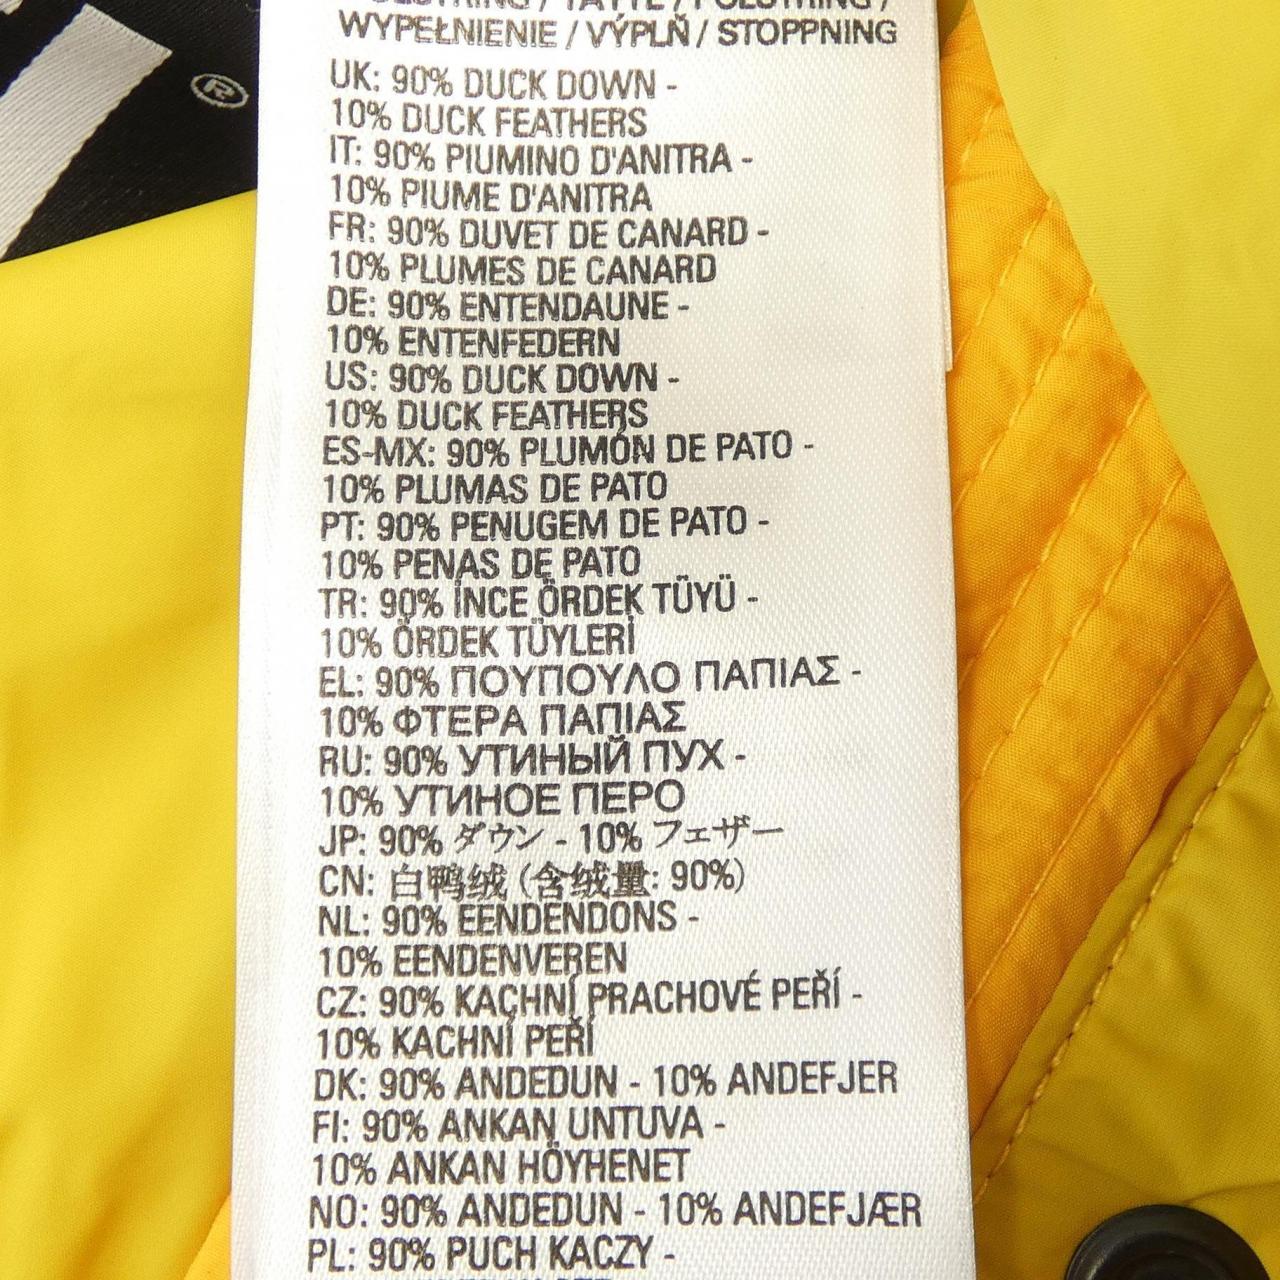 WYPEŁNIENIE / VÝPLŇ / STOPPNING
®
UK: 90% DUCK DOWN -
10% DUCK FEATHERS
IT: 90% PIUMINO D'ANITRA -
10% PIUME D'ANITRA
FR: 90% DUVET DE CANARD -
10% PLUMES DE CANARD
DE: 90% ENTENDAUNE -
10% ENTENFEDERN
US: 90% DUCK DOWN -
10% DUCK FEATHERS
ES-MX: 90% PLUMÓN DE PATO -
10% PLUMAS DE PATO
PT: 90% PENUGEM DE PATO -
10% PENAS DE PATO
TR: 90% İNCE ÖRDEK TÜYÜ -
10% ÖRDEK TÜYLERİ
EL: 90% ΠΟΥΠΟΥΛΟ ΠΑΠΙΑΣ -
10% ΦΤΕΡΑ ΠΑΠΙΑΣ
RU: 90% УТИНЫЙ ПУХ -
10% УТИНОЕ ПЕРО
JP: 90% ダウン - 10% フェザー
CN: 白鸭绒 (含绒量: 90%)
NL: 90% EENDENDONS -
10% EENDENVEREN
CZ: 90% KACHNÍ PRACHOVÉ PEŘÍ -
10% KACHNÍ PEŘÍ
DK: 90% ANDEDUN - 10% ANDEFJER
FI: 90% ANKAN UNTUVA -
10% ANKAN HÖYHENET
NO: 90% ANDEDUN - 10% ANDEFJÆR
PL: 90% PUCH KACZY -